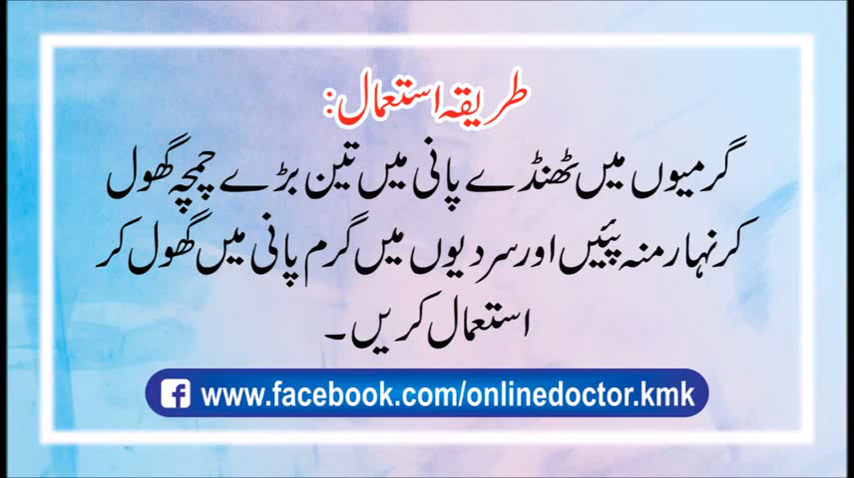 طریقہ استعمال:
گرمیوں میں ٹھنڈے پانی میں تین بڑے چمچہ گھول
کر نہار منہ پئیں اور سردیوں میں گرم پانی میں گھول کر
استعمال کریں۔
www.facebook.com/onlinedoctor.kmk